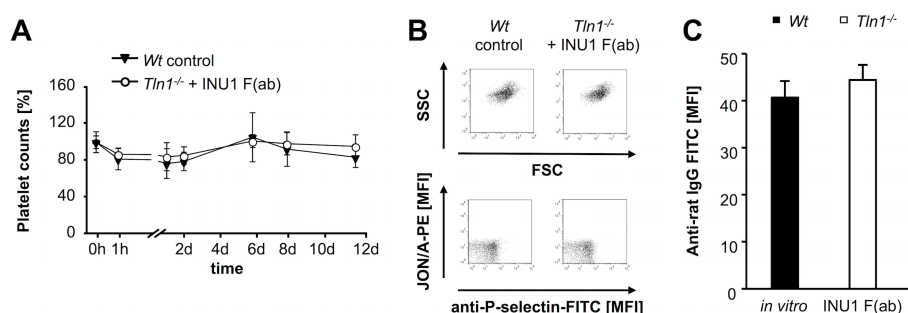 A
Wt control
Tln1-/- + INU1 F(ab)
Platelet counts [%]
160
120
80
40
0
0h 1h 2d 4d 6d 8d 10d 12d
time
B
Wt control
Tln1-/- + INU1 F(ab)
SSC
FSC
JON/A-PE [MFI]
anti-P-selectin-FITC [MFI]
C
Wt Tln1-/-
Anti-rat IgG FITC [MFI]
50
40
30
20
10
0
in vitro INU1 F(ab)